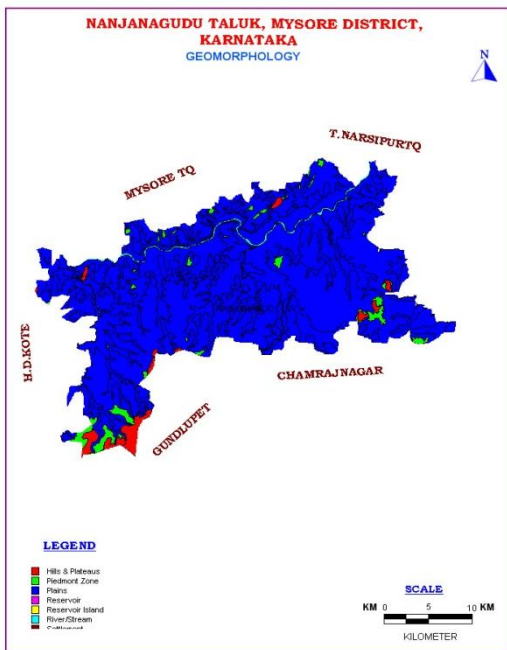 NANJANAGUDU TALUK, MYSORE DISTRICT,
KARNATAKA
GEOMORPHOLOGY
N
T.NARSIPURTQ
MYSORE TQ
H.D.KOTE
CHAMRAJNAGAR
GUNDLUPET
LEGEND
Hills & Plateaus
Piedmont Zone
Plains
Reservoir
Reservoir Island
River/Stream
Settlement
SCALE
KM 0 5 10 KM
KILOMETER